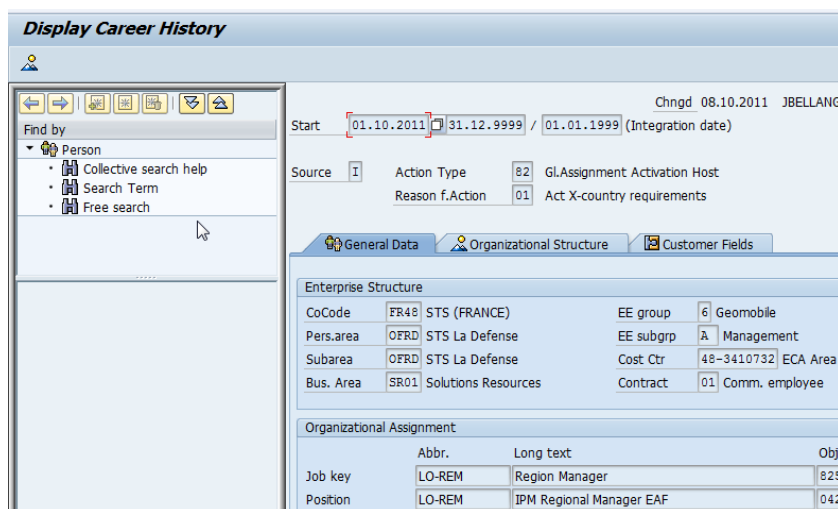 Display Career History
Find by
Person
Collective search help
Search Term
Free search
Chngd 08.10.2011 JBELLANG
Start 01.10.2011 31.12.9999 / 01.01.1999 (Integration date)
Source I Action Type 82 Gl.Assignment Activation Host
Reason f.Action 01 Act X-country requirements
General Data Organizational Structure Customer Fields
Enterprise Structure
CoCode FR48 STS (FRANCE) EE group 6 Geomobile
Pers.area OFRD STS La Defense EE subgrp A Management
Subarea OFRD STS La Defense Cost Ctr 48-3410732 ECA Area
Bus. Area SR01 Solutions Resources Contract 01 Comm. employee
Organizational Assignment
Abbr. Long text Obj
Job key LO-REM Region Manager 825
Position LO-REM IPM Regional Manager EAF 042